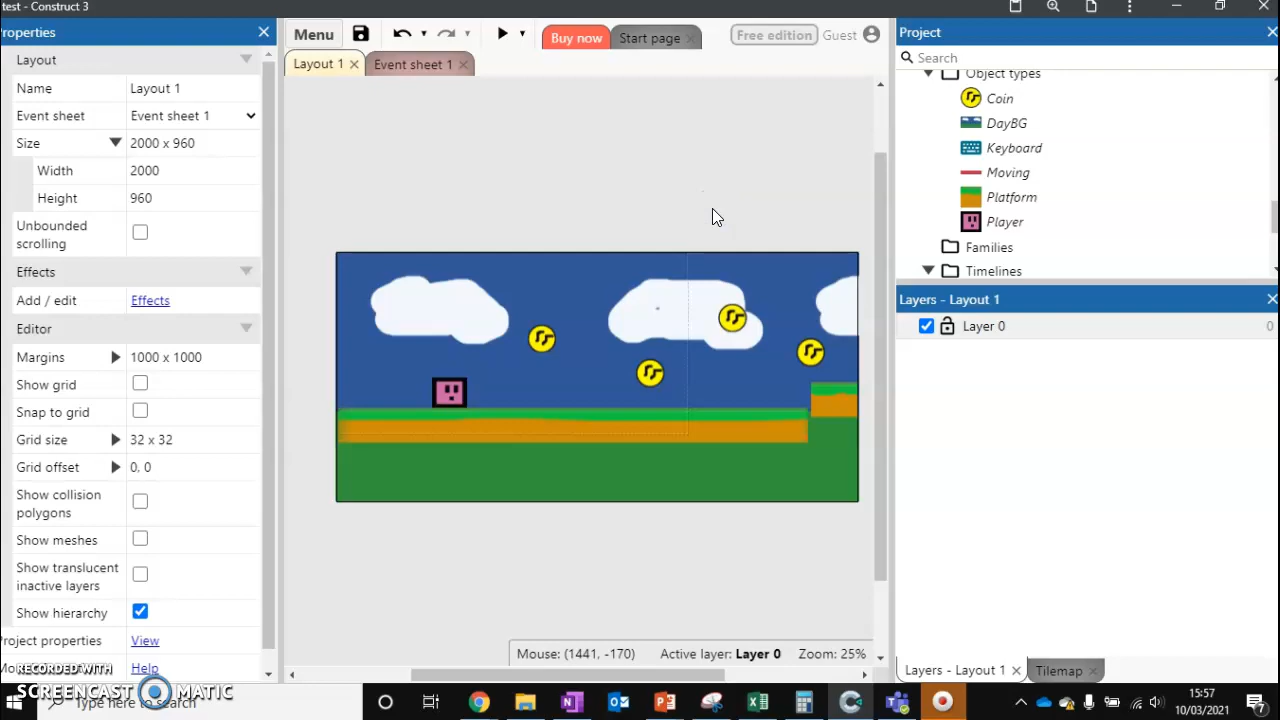 test - Construct 3
Properties
Layout
Name Layout 1
Event sheet Event sheet 1
Size 2000 x 960
Width 2000
Height 960
Unbounded
scrolling
Effects
Add / edit Effects
Editor
Margins 1000 x 1000
Show grid
Snap to grid
Grid size 32 x 32
Grid offset 0, 0
Show collision
polygons
Show meshes
Show translucent
inactive layers
Show hierarchy
Project properties View
Help
RECORDED WITH
SCREENCAST MATIC
Menu
Buy now
Start page
Free edition
Guest
Layout 1
Event sheet 1
Mouse: (1441, -170) Active layer: Layer 0 Zoom: 25%
Project
Search
Object types
Coin
DayBG
Keyboard
Moving
Platform
Player
Families
Timelines
Layers - Layout 1
Layer 0 0
Layers - Layout 1
Tilemap
Type here to search
15:57
10/03/2021
7